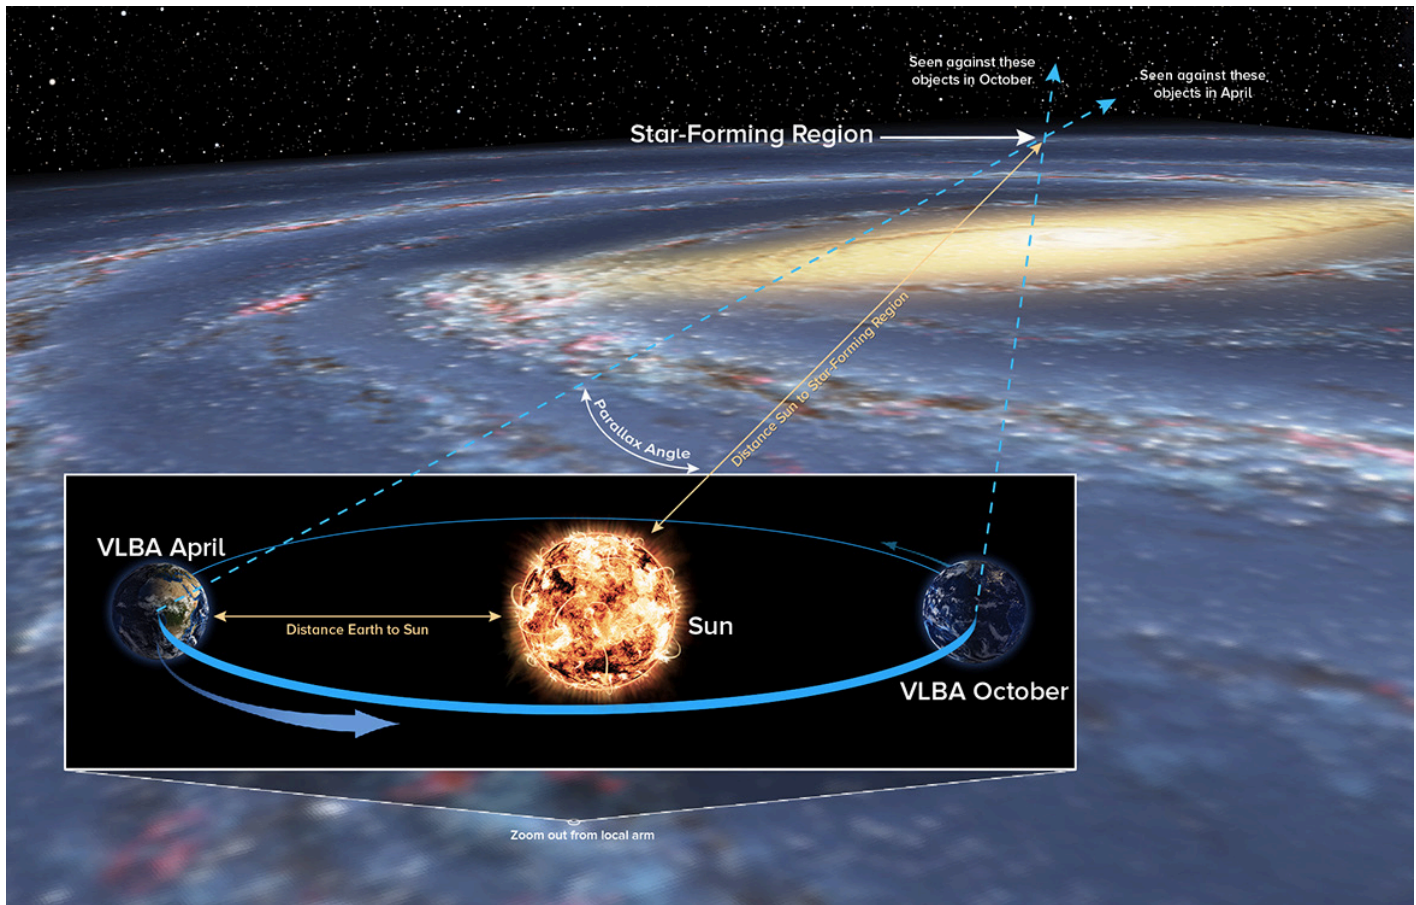 Seen against these
objects in October
Seen against these
objects in April
Star-Forming Region
Distance Sun to Star-Forming Region
Parallax Angle
VLBA April
Distance Earth to Sun
Sun
VLBA October
Zoom out from local arm